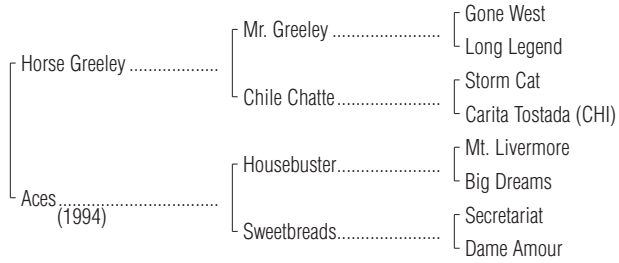 Gone West
Mr. Greeley ..................
Long Legend
Horse Greeley ...............
Storm Cat
Chile Chatte .................
Carita Tostada (CHI)
Mt. Livermore
Housebuster.................
Big Dreams
Aces...........................
(1994)
Secretariat
Sweetbreads.................
Dame Amour